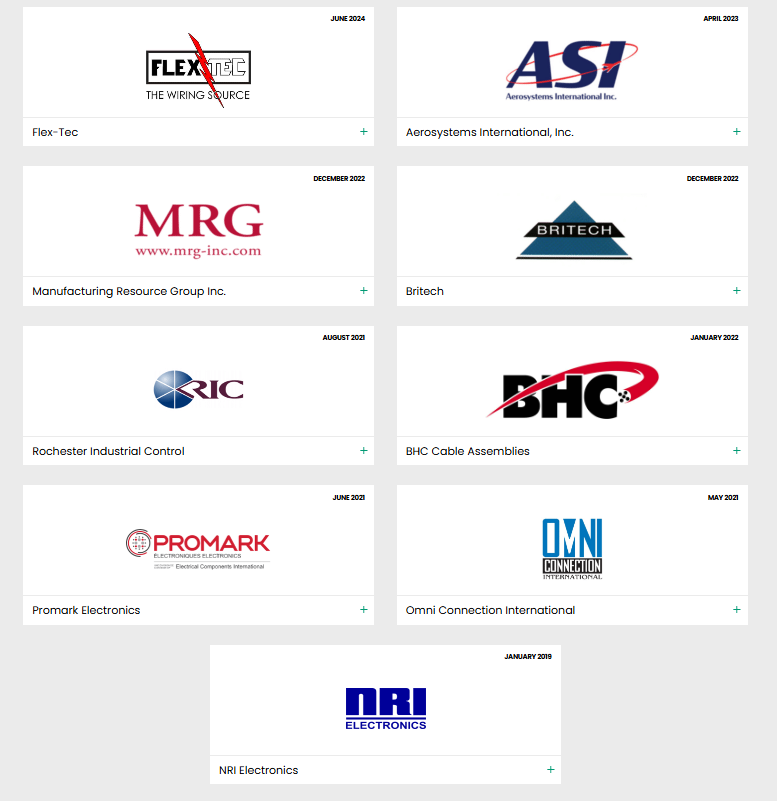 JUNE 2024
FLEX TEC
THE WIRING SOURCE
Flex-Tec
+
APRIL 2023
ASI
Aerosystems International Inc.
Aerosystems International, Inc.
+
DECEMBER 2022
MRG
www.mrg-inc.com
Manufacturing Resource Group Inc.
+
DECEMBER 2022
BRITECH
Britech
+
AUGUST 2021
RIC
Rochester Industrial Control
+
JANUARY 2022
BHC
BHC Cable Assemblies
+
JUNE 2021
PROMARK
ÉLECTRONIQUES ELECTRONICS
Electrical Components International
Promark Electronics
+
MAY 2021
OMNI
CONNECTION
INTERNATIONAL
Omni Connection International
+
JANUARY 2019
NRI
ELECTRONICS
NRI Electronics
+